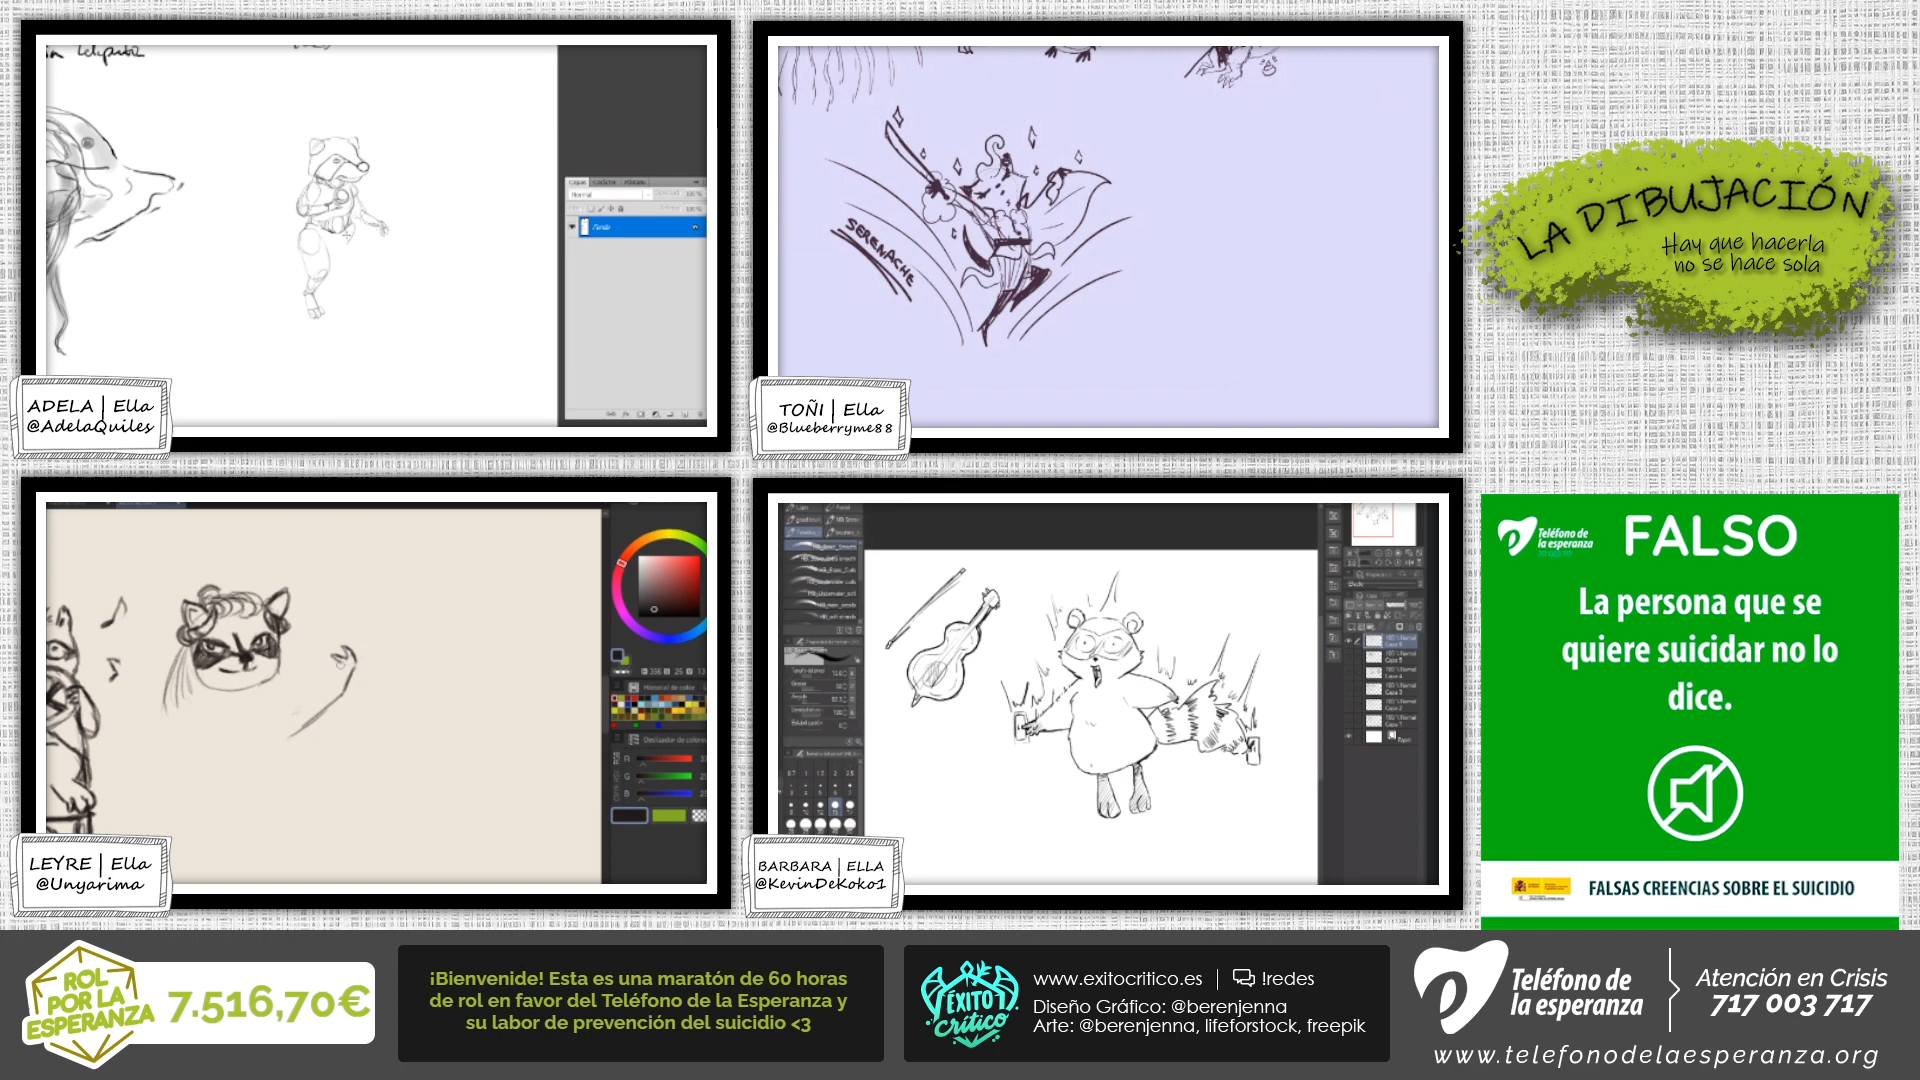 ADELA | Ella
@AdelaQuiles
SERENACHE
TOÑI | Ella
@Blueberryme88
LA DIBUJACIÓN
Hay que hacerla
no se hace sola
LEYRE | Ella
@Unyarima
BARBARA | ELLA
@KevinDeKoko1
Teléfono de
la esperanza
FALSO
La persona que se
quiere suicidar no lo
dice.
FALSAS CREENCIAS SOBRE EL SUICIDIO
ROL
POR LA
ESPERANZA
7.516,70€
¡Bienvenide! Esta es una maratón de 60 horas
de rol en favor del Teléfono de la Esperanza y
su labor de prevención del suicidio <3
ÉXITO
Crítico
www.exitocritico.es | !redes
Diseño Gráfico: @berenjenna
Arte: @berenjenna, lifeforstock, freepik
Teléfono de
la esperanza
Atención en Crisis
717 003 717
www.telefonodelaesperanza.org